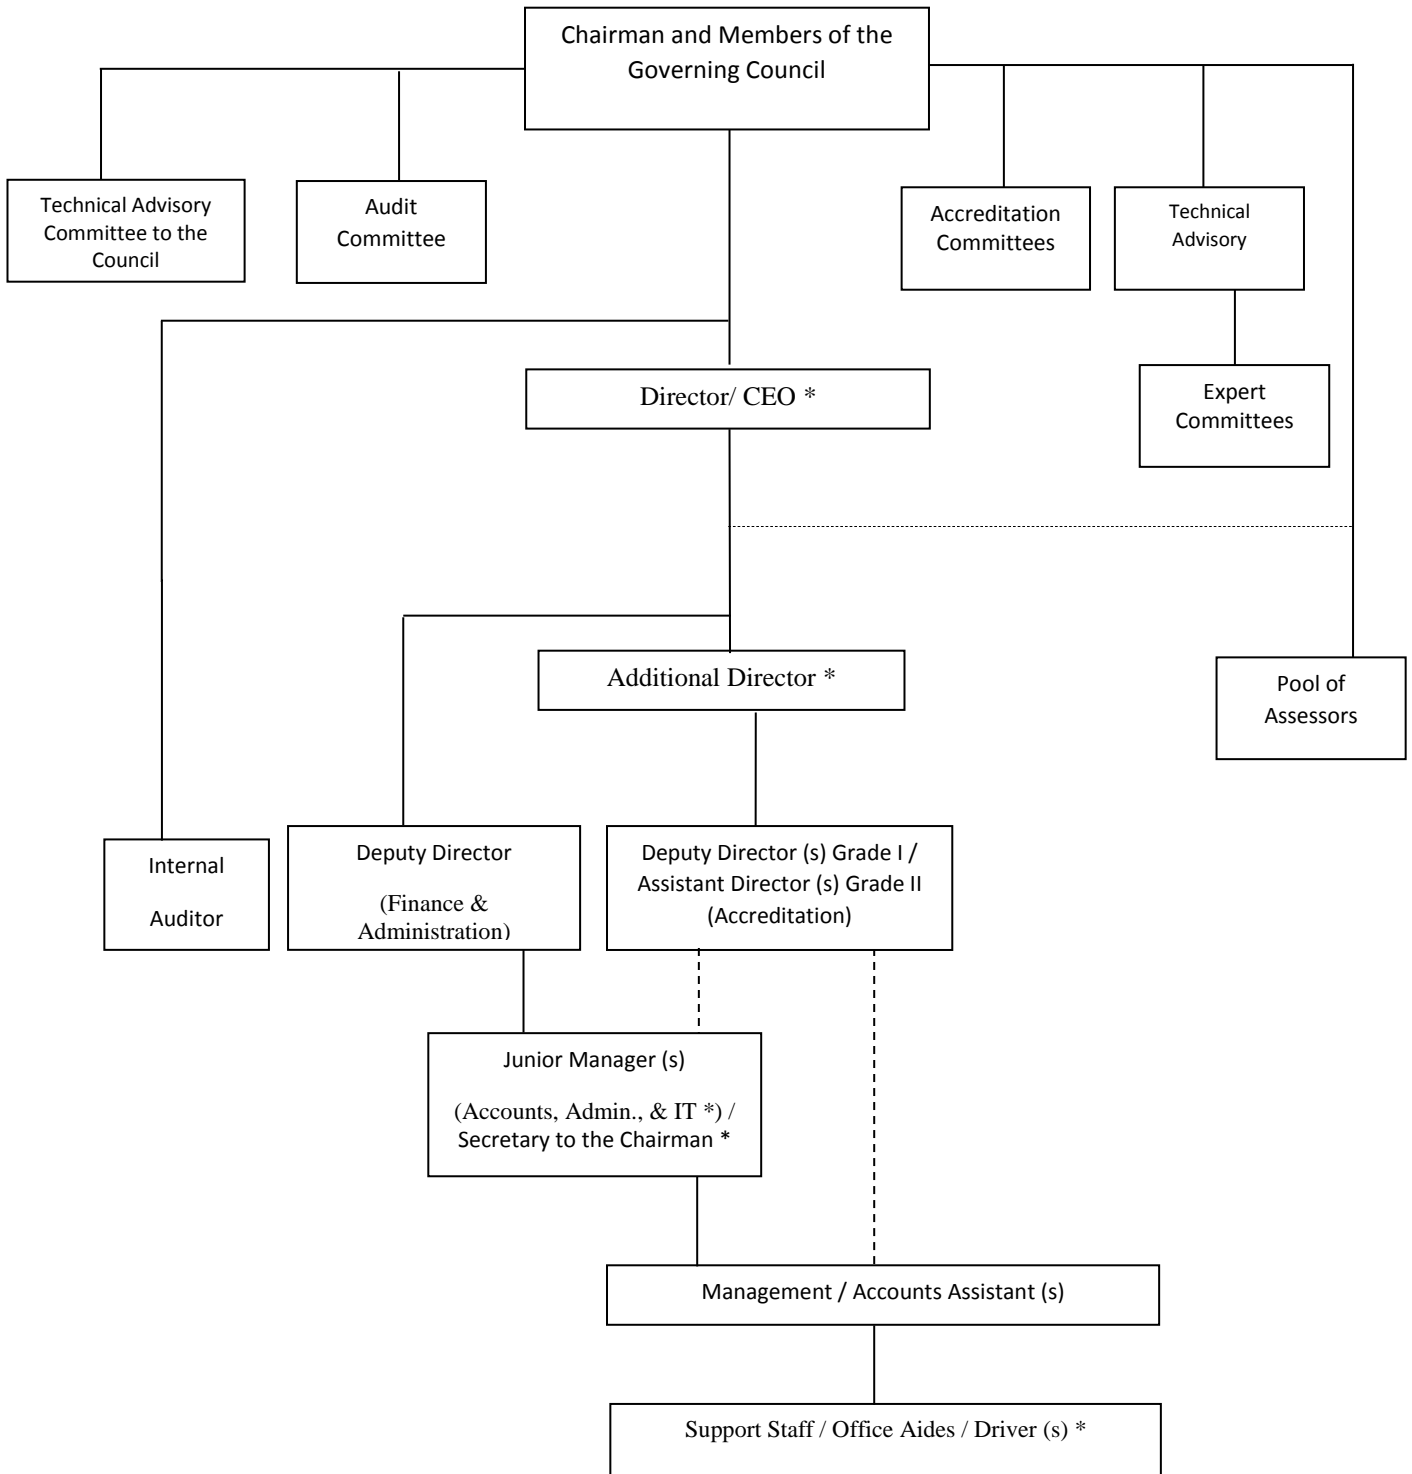 Chairman and Members of the
Governing Council
Technical Advisory
Committee to the
Council
Audit
Committee
Accreditation
Committees
Technical
Advisory
Director/ CEO *
Expert
Committees
Additional Director *
Pool of
Assessors
Internal
Auditor
Deputy Director
(Finance &
Administration)
Deputy Director (s) Grade I /
Assistant Director (s) Grade II
(Accreditation)
Junior Manager (s)
(Accounts, Admin., & IT *) /
Secretary to the Chairman *
Management / Accounts Assistant (s)
Support Staff / Office Aides / Driver (s) *